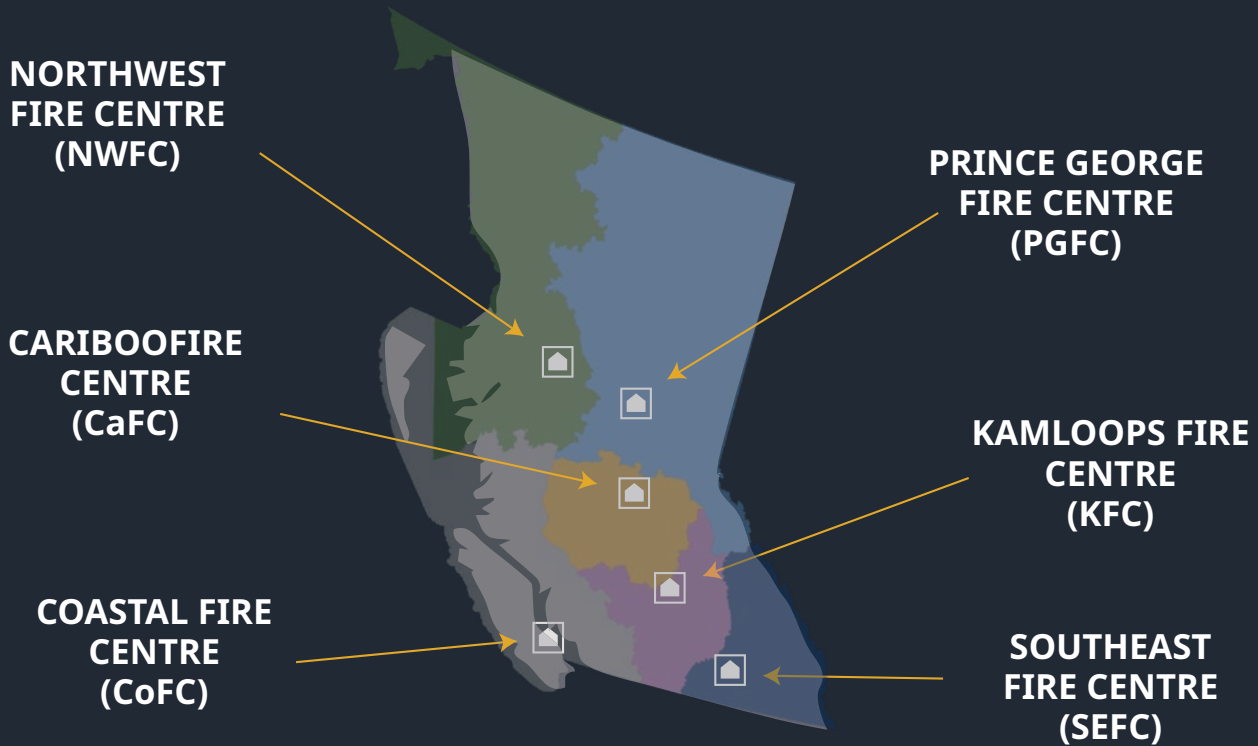 NORTHWEST
FIRE CENTRE
(NWFC)
PRINCE GEORGE
FIRE CENTRE
(PGFC)
CARIBOOFIRE
CENTRE
(CaFC)
KAMLOOPS FIRE
CENTRE
(KFC)
COASTAL FIRE
CENTRE
(CoFC)
SOUTHEAST
FIRE CENTRE
(SEFC)